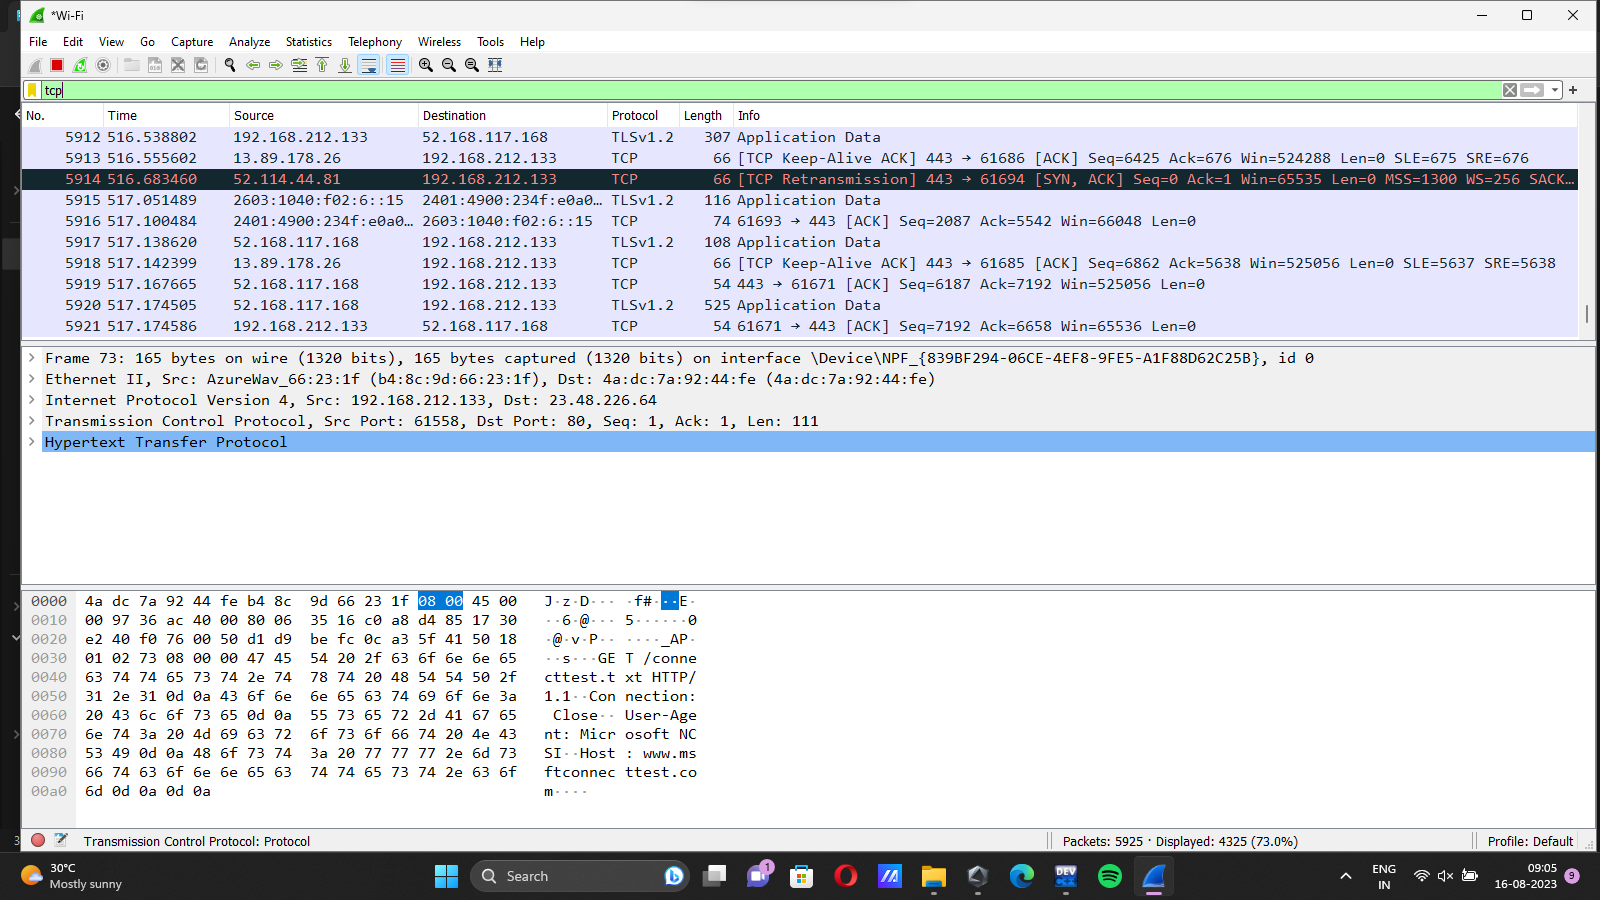 *Wi-Fi
File Edit View Go Capture Analyze Statistics Telephony Wireless Tools Help
tcp
No. Time Source Destination Protocol Length Info
5912 516.538802 192.168.212.133 52.168.117.168 TLSv1.2 307 Application Data
5913 516.555602 13.89.178.26 192.168.212.133 TCP 66 [TCP Keep-Alive ACK] 443 → 61686 [ACK] Seq=6425 Ack=676 Win=524288 Len=0 SLE=675 SRE=676
5914 516.683460 52.114.44.81 192.168.212.133 TCP 66 [TCP Retransmission] 443 → 61694 [SYN, ACK] Seq=0 Ack=1 Win=65535 Len=0 MSS=1300 WS=256 SACK…
5915 517.051489 2603:1040:f02:6::15 2401:4900:234f:e0a0… TLSv1.2 116 Application Data
5916 517.100484 2401:4900:234f:e0a0… 2603:1040:f02:6::15 TCP 74 61693 → 443 [ACK] Seq=2087 Ack=5542 Win=66048 Len=0
5917 517.138620 52.168.117.168 192.168.212.133 TLSv1.2 108 Application Data
5918 517.142399 13.89.178.26 192.168.212.133 TCP 66 [TCP Keep-Alive ACK] 443 → 61685 [ACK] Seq=6862 Ack=5638 Win=525056 Len=0 SLE=5637 SRE=5638
5919 517.167665 52.168.117.168 192.168.212.133 TCP 54 443 → 61671 [ACK] Seq=6187 Ack=7192 Win=525056 Len=0
5920 517.174505 52.168.117.168 192.168.212.133 TLSv1.2 525 Application Data
5921 517.174586 192.168.212.133 52.168.117.168 TCP 54 61671 → 443 [ACK] Seq=7192 Ack=6658 Win=65536 Len=0
Frame 73: 165 bytes on wire (1320 bits), 165 bytes captured (1320 bits) on interface \Device\NPF_{839BF294-06CE-4EF8-9FE5-A1F88D62C25B}, id 0
Ethernet II, Src: AzureWav_66:23:1f (b4:8c:9d:66:23:1f), Dst: 4a:dc:7a:92:44:fe (4a:dc:7a:92:44:fe)
Internet Protocol Version 4, Src: 192.168.212.133, Dst: 23.48.226.64
Transmission Control Protocol, Src Port: 61558, Dst Port: 80, Seq: 1, Ack: 1, Len: 111
Hypertext Transfer Protocol
0000 4a dc 7a 92 44 fe b4 8c 9d 66 23 1f 08 00 45 00 J·z·D··· ·f#···E·
0010 00 97 36 ac 40 00 80 06 35 16 c0 a8 d4 85 17 30 ··6·@··· 5······0
0020 e2 40 f0 76 00 50 d1 d9 be fc 0c a3 5f 41 50 18 ·@·v·P·· ····_AP·
0030 01 02 73 08 00 00 47 45 54 20 2f 63 6f 6e 6e 65 ··s···GE T /conne
0040 63 74 74 65 73 74 2e 74 78 74 20 48 54 54 50 2f cttest.t xt HTTP/
0050 31 2e 31 0d 0a 43 6f 6e 6e 65 63 74 69 6f 6e 3a 1.1··Con nection:
0060 20 43 6c 6f 73 65 0d 0a 55 73 65 72 2d 41 67 65 Close·· User-Age
0070 6e 74 3a 20 4d 69 63 72 6f 73 6f 66 74 20 4e 43 nt: Micr osoft NC
0080 53 49 0d 0a 48 6f 73 74 3a 20 77 77 77 2e 6d 73 SI··Host : www.ms
0090 66 74 63 6f 6e 6e 65 63 74 74 65 73 74 2e 63 6f ftconnec ttest.co
00a0 6d 0d 0a 0d 0a m····
Transmission Control Protocol: Protocol Packets: 5925 · Displayed: 4325 (73.0%) Profile: Default
30°C
Mostly sunny
Search
1
DEV
ENG
IN
09:05
16-08-2023
9